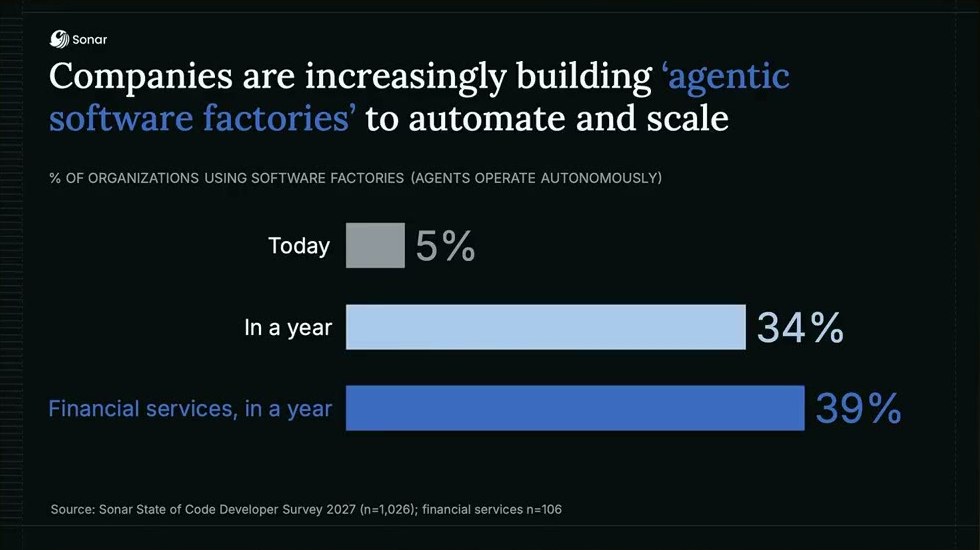 Sonar
Companies are increasingly building ‘agentic
software factories’ to automate and scale
% OF ORGANIZATIONS USING SOFTWARE FACTORIES (AGENTS OPERATE AUTONOMOUSLY)
Today 5%
In a year 34%
Financial services, in a year 39%
Source: Sonar State of Code Developer Survey 2027 (n=1,026); financial services n=106